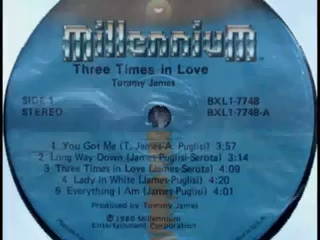 MillenniuM
Three Times in Love
Tommy James
SIDE 1 BXL1-7748
STEREO BXL1-7748-A
1 You Got Me (T. James-A. Puglisi) 3:57
2 Long Way Down (James-Puglisi-Serota) 3:14
3 Three Times in Love (James-Serota) 4:09
4 Lady in White (James-Puglisi) 4:20
5 Everything I Am (James-Puglisi) 4:01
Produced by Tommy James
© 1980 Millennium
Entertainment Corporation